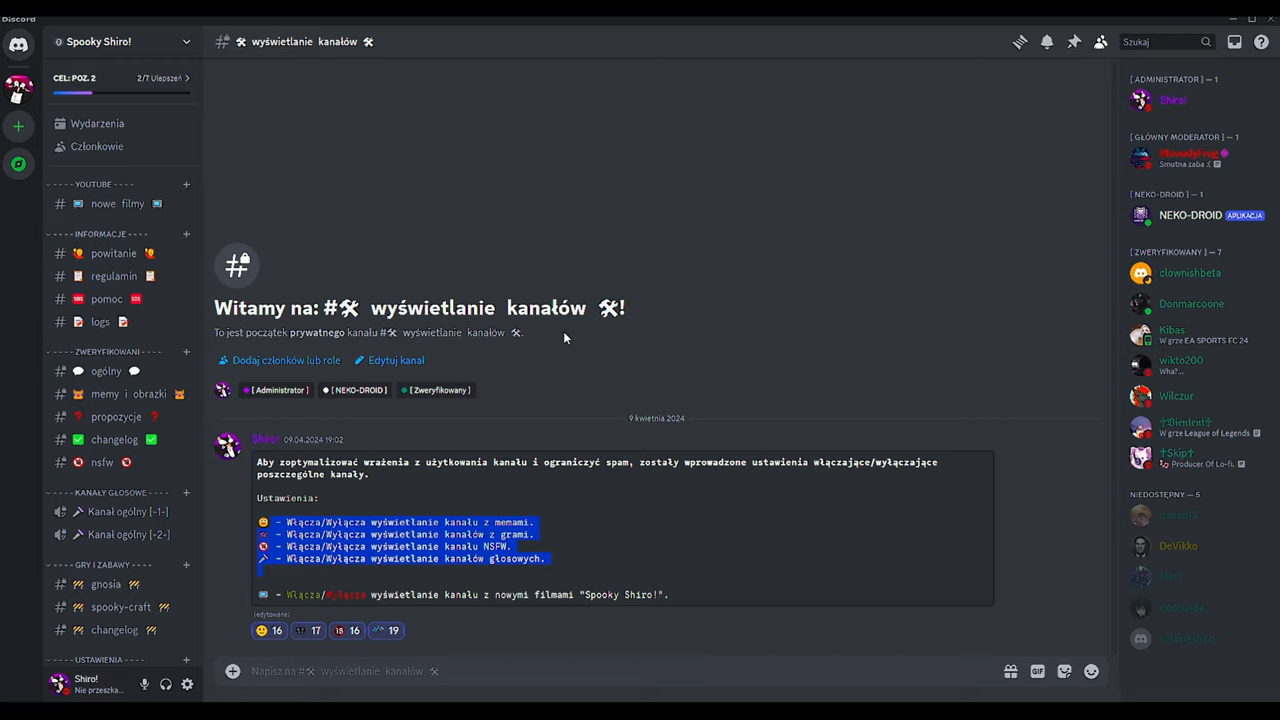 Discord
Spooky Shiro!
CEL: POZ. 2
2/7 Ulepszeń
Wydarzenia
Członkowie
YOUTUBE
nowe filmy
INFORMACJE
powitanie
regulamin
pomoc
logs
ZWERYFIKOWANI
ogólny
memy i obrazki
propozycje
changelog
nsfw
KANAŁY GŁOSOWE
Kanał ogólny [-1-]
Kanał ogólny [-2-]
GRY I ZABAWY
gnosia
spooky-craft
changelog
USTAWIENIA
Shiro!
Nie przeszka...
wyświetlanie kanałów
Szukaj
Witamy na: # wyświetlanie kanałów !
To jest początek prywatnego kanału # wyświetlanie kanałów .
Dodaj członków lub role
Edytuj kanał
[ Administrator ]
[ NEKO-DROID ]
[ Zweryfikowany ]
9 kwietnia 2024
Shiro! 09.04.2024 19:02
Aby zoptymalizować wrażenia z użytkowania kanału i ograniczyć spam, zostały wprowadzone ustawienia włączające/wyłączające
poszczególne kanały.
Ustawienia:
- Włącza/Wyłącza wyświetlanie kanału z memami.
- Włącza/Wyłącza wyświetlanie kanałów z grami.
- Włącza/Wyłącza wyświetlanie kanału NSFW.
- Włącza/Wyłącza wyświetlanie kanałów głosowych.
- Włącza/Wyłącza wyświetlanie kanału z nowymi filmami "Spooky Shiro!".
(edytowane)
16
17
16
19
Napisz na # wyświetlanie kanałów
GIF
[ ADMINISTRATOR ] — 1
Shiro!
[ GŁÓWNY MODERATOR ] — 1
Smutna zaba :(
[ NEKO-DROID ] — 1
NEKO-DROID APLIKACJA
[ ZWERYFIKOWANY ] — 7
clownishbeta
Donmarcoone
Kibas
W grze EA SPORTS FC 24
wikto200
Wha?...
Wilczur
✝Bientent✝
W grze League of Legends
✝Skip✝
Producer Of Lo-fi.
NIEDOSTĘPNY — 5
DeVikko
Matt
testingshiro